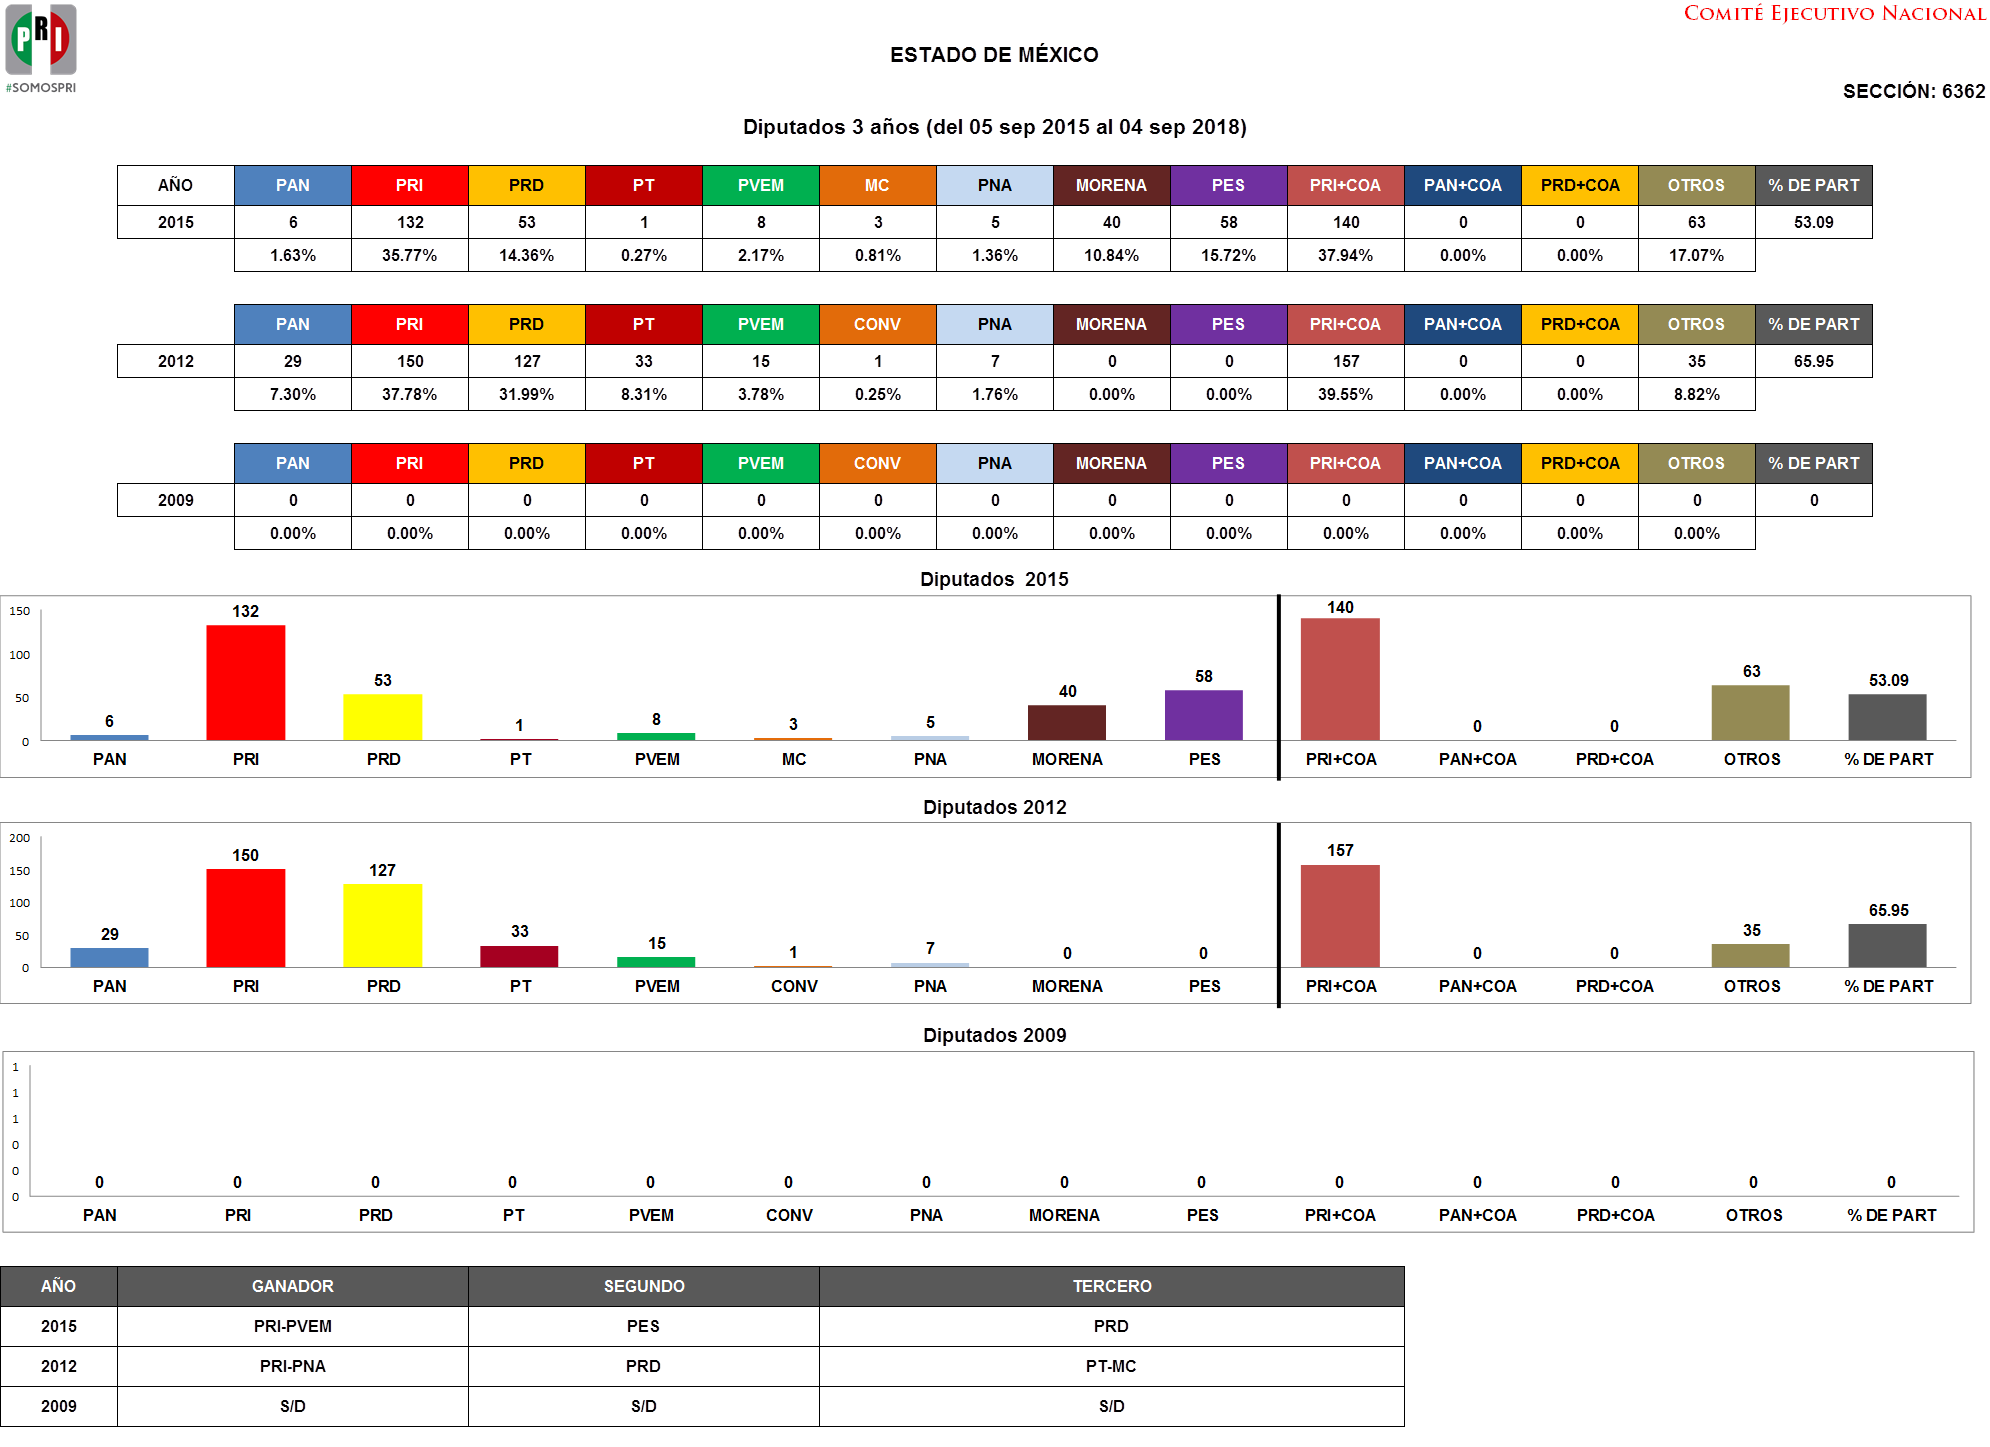 PRI
#SOMOSPRI
COMITÉ EJECUTIVO NACIONAL
ESTADO DE MÉXICO
SECCIÓN: 6362
Diputados 3 años (del 05 sep 2015 al 04 sep 2018)
AÑO PAN PRI PRD PT PVEM MC PNA MORENA PES PRI+COA PAN+COA PRD+COA OTROS % DE PART
2015 6 132 53 1 8 3 5 40 58 140 0 0 63 53.09
1.63% 35.77% 14.36% 0.27% 2.17% 0.81% 1.36% 10.84% 15.72% 37.94% 0.00% 0.00% 17.07%
PAN PRI PRD PT PVEM CONV PNA MORENA PES PRI+COA PAN+COA PRD+COA OTROS % DE PART
2012 29 150 127 33 15 1 7 0 0 157 0 0 35 65.95
7.30% 37.78% 31.99% 8.31% 3.78% 0.25% 1.76% 0.00% 0.00% 39.55% 0.00% 0.00% 8.82%
PAN PRI PRD PT PVEM CONV PNA MORENA PES PRI+COA PAN+COA PRD+COA OTROS % DE PART
2009 0 0 0 0 0 0 0 0 0 0 0 0 0 0
0.00% 0.00% 0.00% 0.00% 0.00% 0.00% 0.00% 0.00% 0.00% 0.00% 0.00% 0.00% 0.00%
Diputados 2015
150
100
50
0
6 132 53 1 8 3 5 40 58 140 0 0 63 53.09
PAN PRI PRD PT PVEM MC PNA MORENA PES PRI+COA PAN+COA PRD+COA OTROS % DE PART
Diputados 2012
200
150
100
50
0
29 150 127 33 15 1 7 0 0 157 0 0 35 65.95
PAN PRI PRD PT PVEM CONV PNA MORENA PES PRI+COA PAN+COA PRD+COA OTROS % DE PART
Diputados 2009
1
1
1
0
0
0
0 0 0 0 0 0 0 0 0 0 0 0 0 0
PAN PRI PRD PT PVEM CONV PNA MORENA PES PRI+COA PAN+COA PRD+COA OTROS % DE PART
AÑO GANADOR SEGUNDO TERCERO
2015 PRI-PVEM PES PRD
2012 PRI-PNA PRD PT-MC
2009 S/D S/D S/D